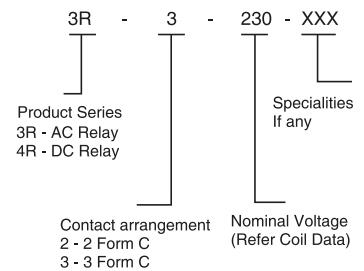 3R - 3 - 230 - XXX
Product Series
3R - AC Relay
4R - DC Relay
Specialities
If any
Contact arrangement
2 - 2 Form C
3 - 3 Form C
Nominal Voltage
(Refer Coil Data)